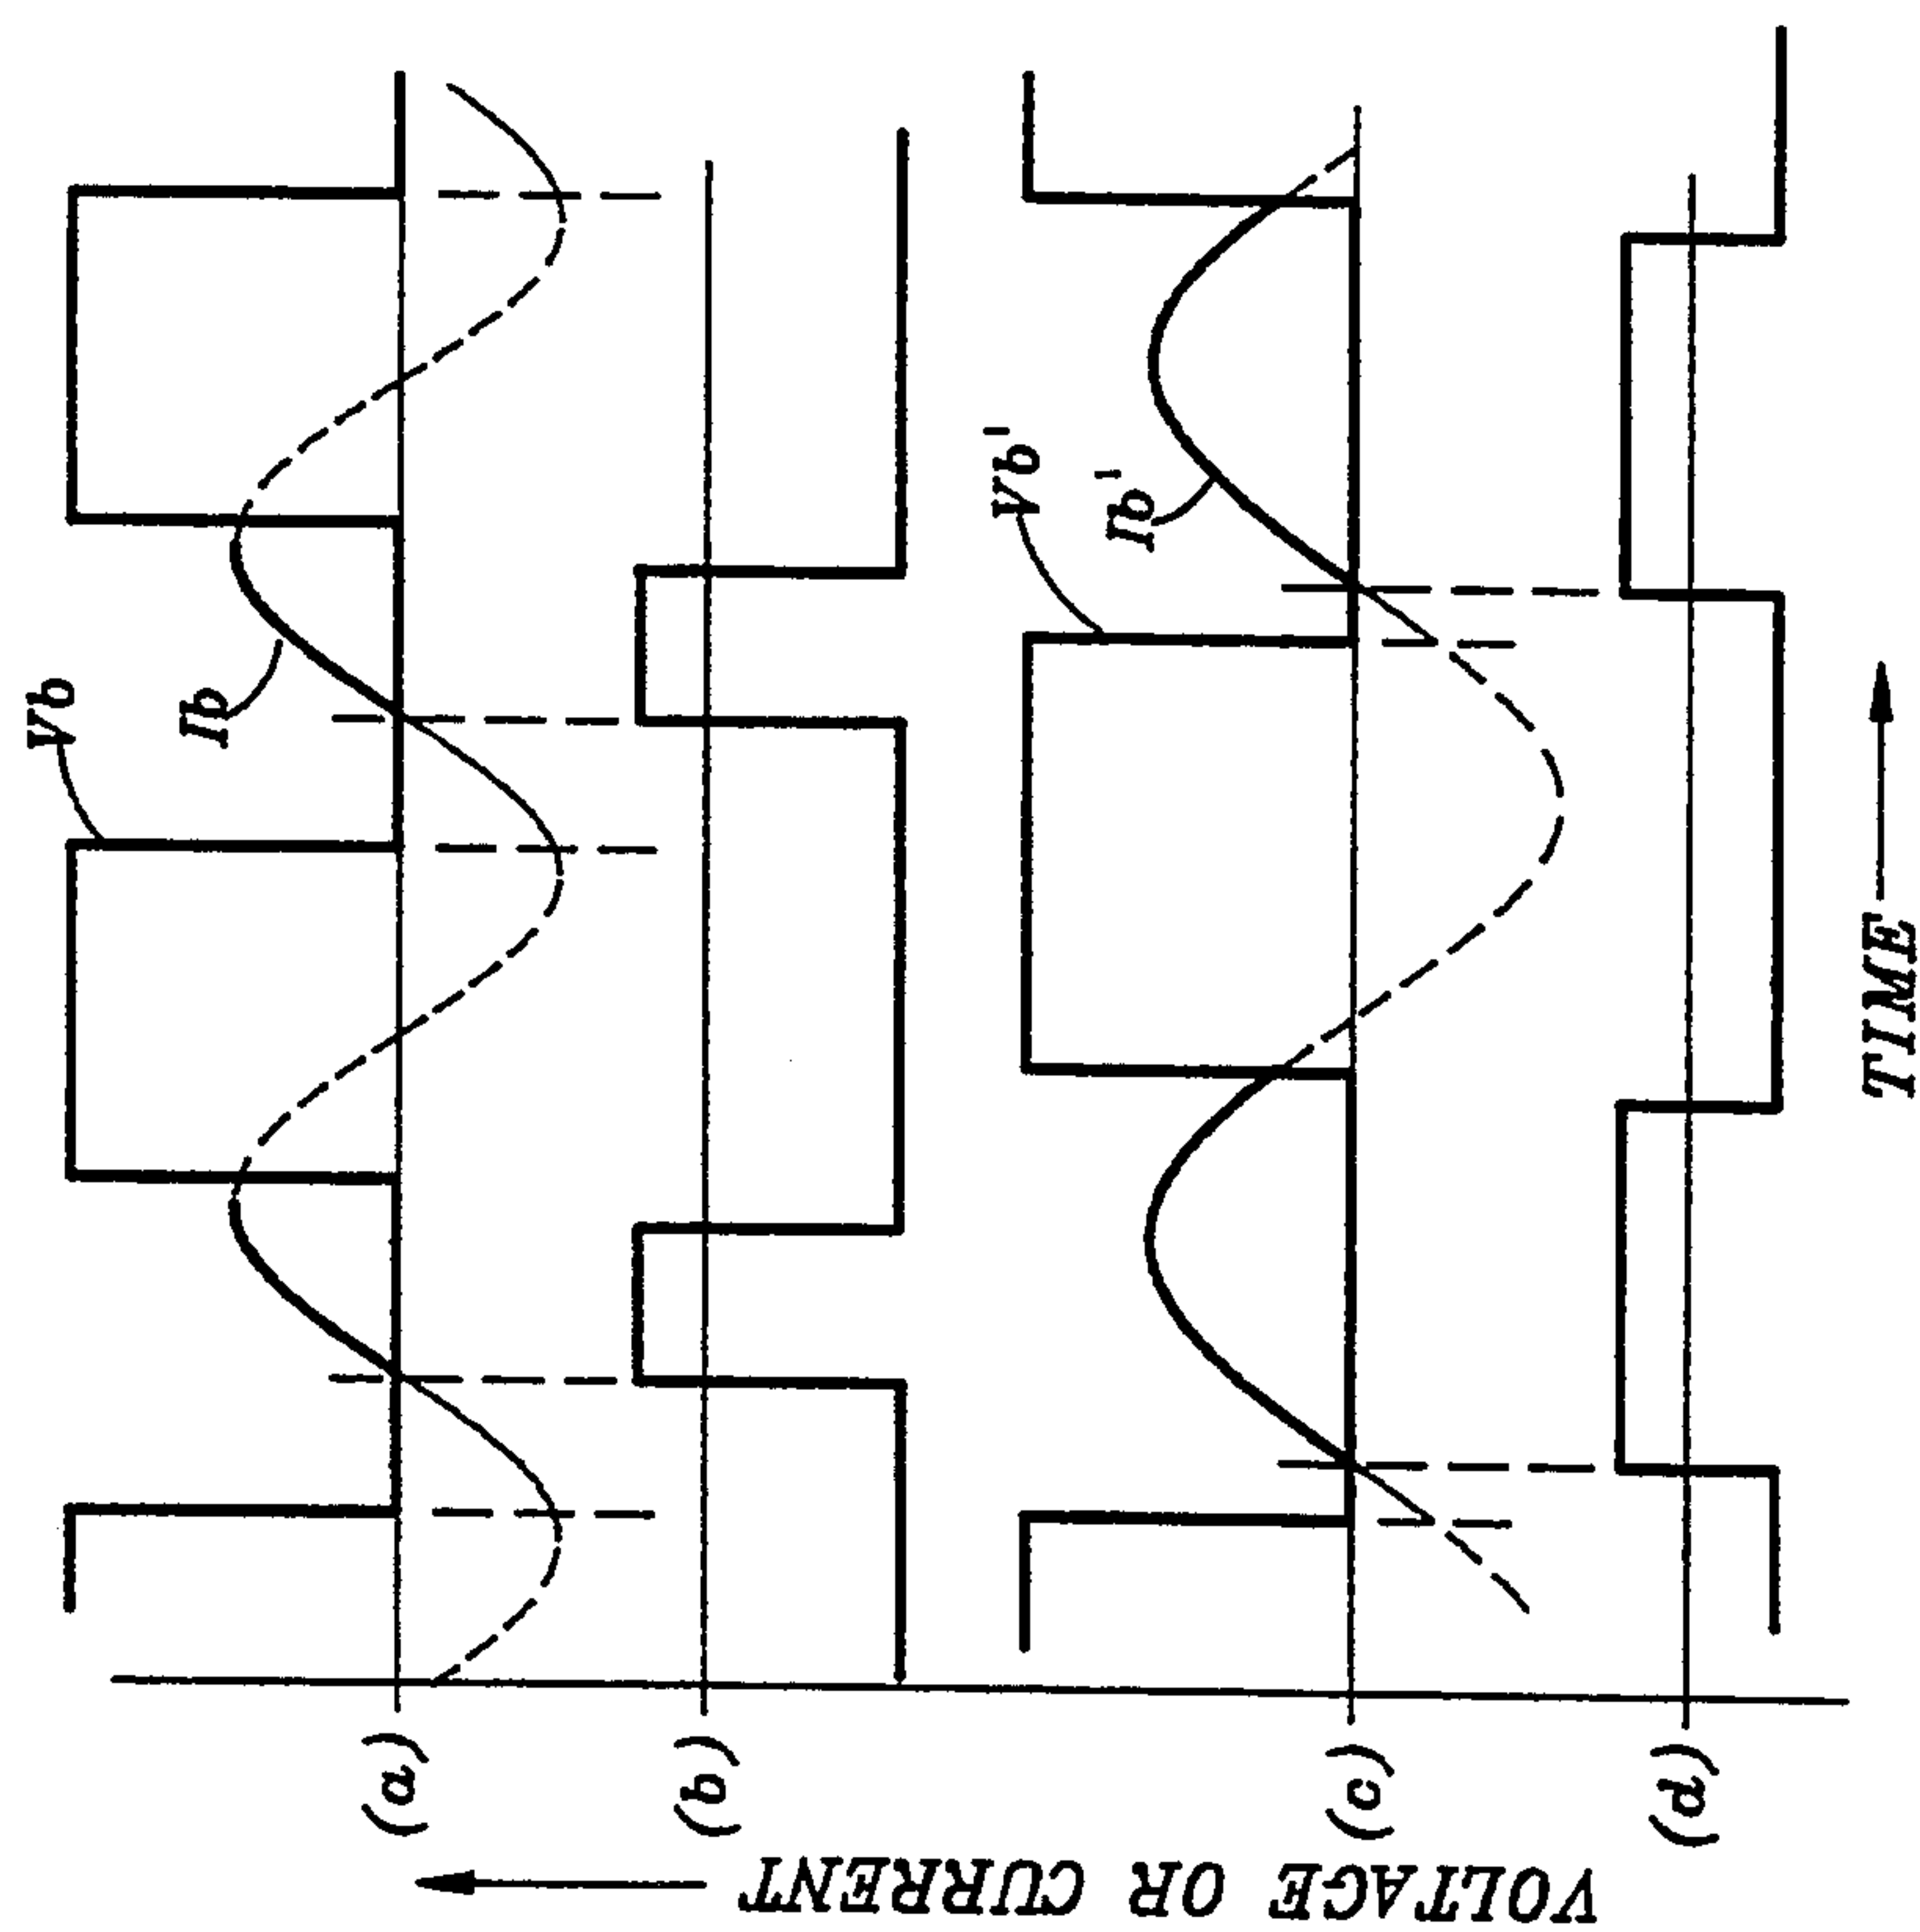 Vb
Ib
(a)
(b)
Vb'
Ib'
(c)
(d)
VOLTAGE OR CURRENT
TIME